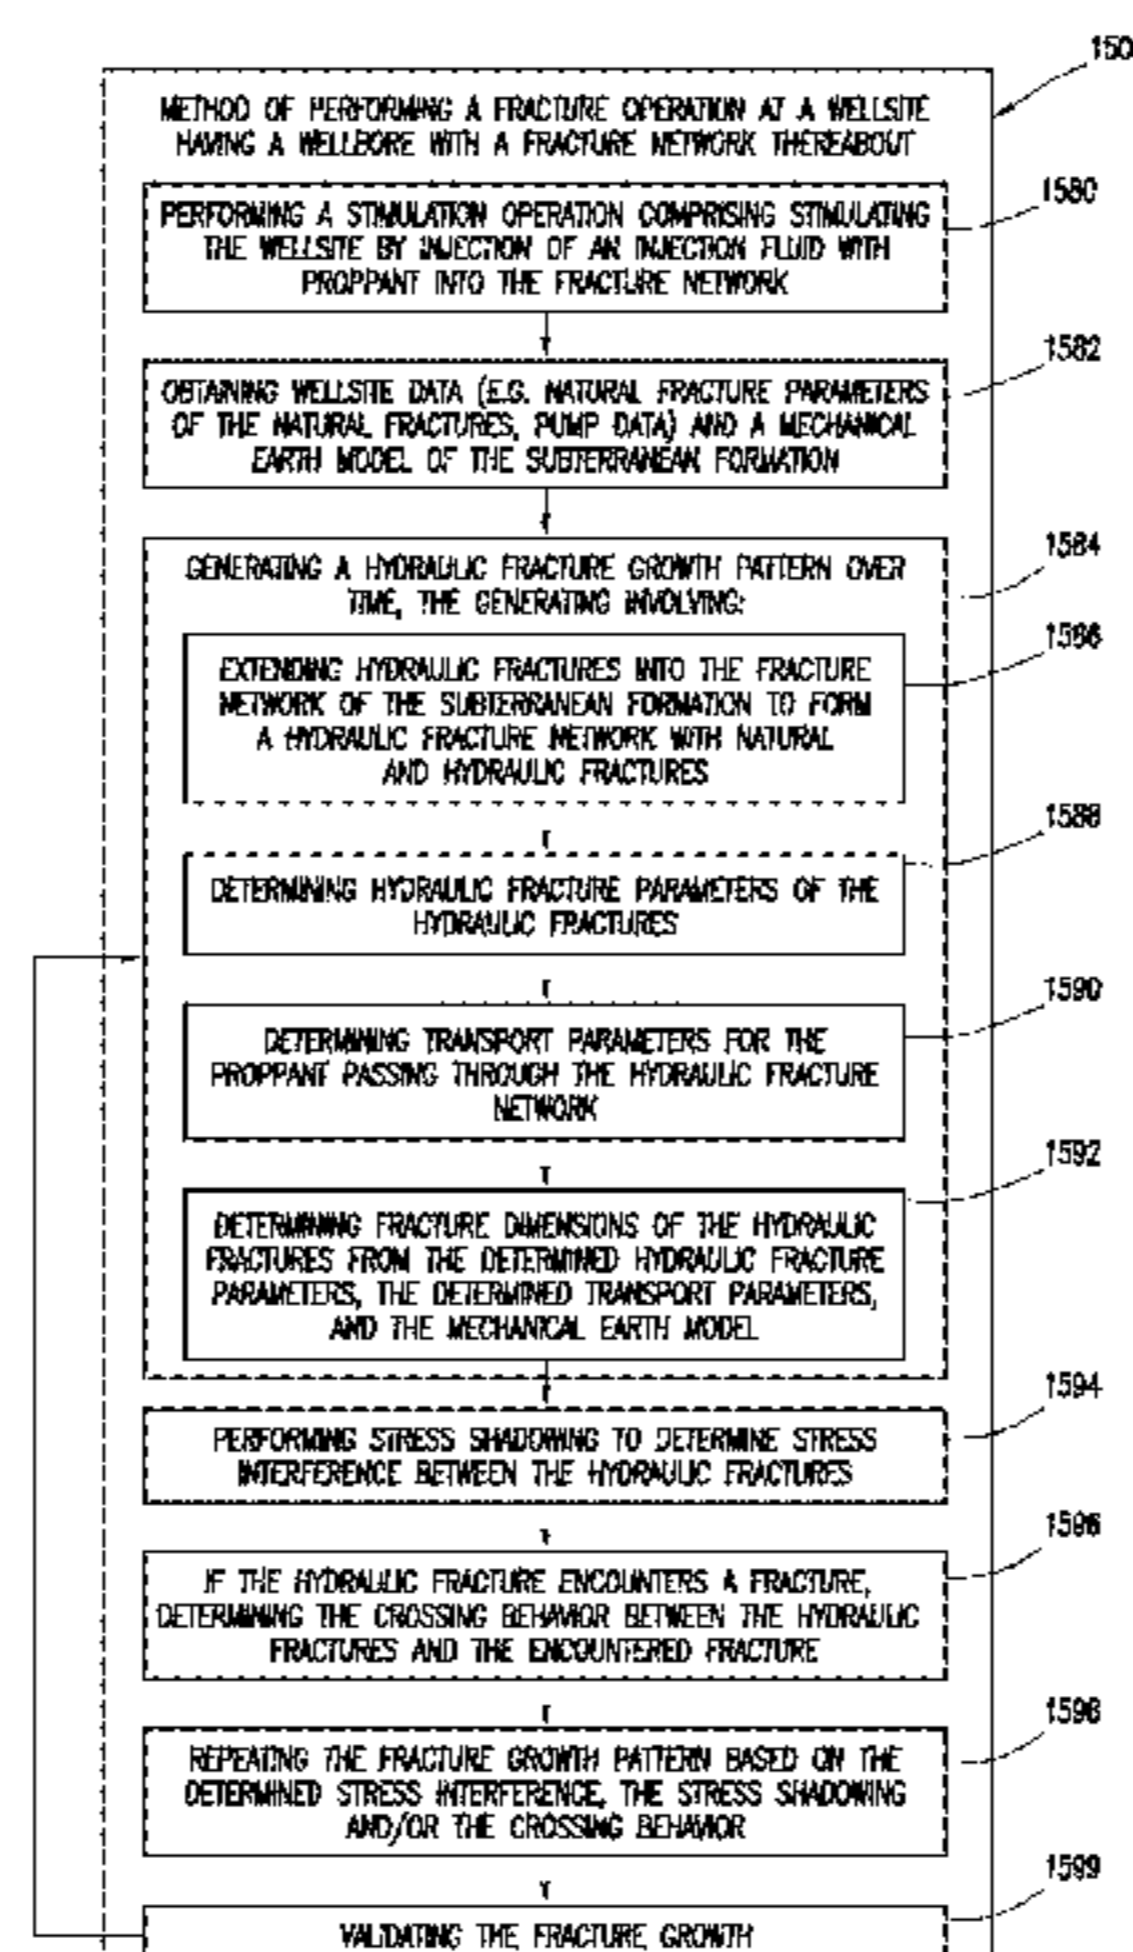 150
METHOD OF PERFORMING A FRACTURE OPERATION AT A WELLSITE
HAVING A WELLBORE WITH A FRACTURE NETWORK THEREABOUT
1580
PERFORMING A STIMULATION OPERATION COMPRISING STIMULATING
THE WELLSITE BY INJECTION OF AN INJECTION FLUID WITH
PROPPANT INTO THE FRACTURE NETWORK
1582
OBTAINING WELLSITE DATA (E.G. NATURAL FRACTURE PARAMETERS
OF THE NATURAL FRACTURES, PUMP DATA) AND A MECHANICAL
EARTH MODEL OF THE SUBTERRANEAN FORMATION
1584
GENERATING A HYDRAULIC FRACTURE GROWTH PATTERN OVER
TIME, THE GENERATING INVOLVING:
1586
EXTENDING HYDRAULIC FRACTURES INTO THE FRACTURE
NETWORK OF THE SUBTERRANEAN FORMATION TO FORM
A HYDRAULIC FRACTURE NETWORK WITH NATURAL
AND HYDRAULIC FRACTURES
1588
DETERMINING HYDRAULIC FRACTURE PARAMETERS OF THE
HYDRAULIC FRACTURES
1590
DETERMINING TRANSPORT PARAMETERS FOR THE
PROPPANT PASSING THROUGH THE HYDRAULIC FRACTURE
NETWORK
1592
DETERMINING FRACTURE DIMENSIONS OF THE HYDRAULIC
FRACTURES FROM THE DETERMINED HYDRAULIC FRACTURE
PARAMETERS, THE DETERMINED TRANSPORT PARAMETERS,
AND THE MECHANICAL EARTH MODEL
1594
PERFORMING STRESS SHADOWING TO DETERMINE STRESS
INTERFERENCE BETWEEN THE HYDRAULIC FRACTURES
1596
IF THE HYDRAULIC FRACTURE ENCOUNTERS A FRACTURE,
DETERMINING THE CROSSING BEHAVIOR BETWEEN THE HYDRAULIC
FRACTURES AND THE ENCOUNTERED FRACTURE
1598
REPEATING THE FRACTURE GROWTH PATTERN BASED ON THE
DETERMINED STRESS INTERFERENCE, THE STRESS SHADOWING
AND/OR THE CROSSING BEHAVIOR
1599
VALIDATING THE FRACTURE GROWTH